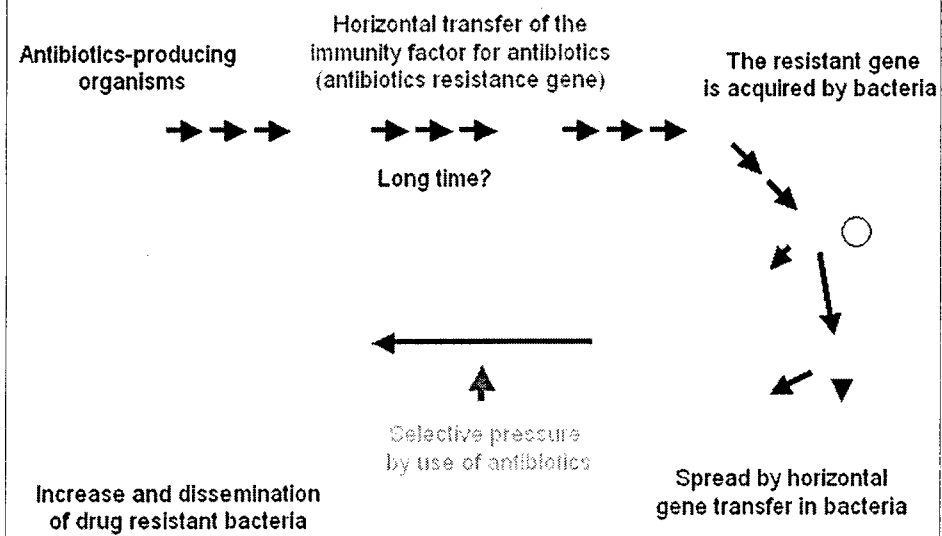 Antibiotics-producing
organisms
Horizontal transfer of the
immunity factor for antibiotics
(antibiotics resistance gene)
The resistant gene
is acquired by bacteria
Long time?
Selective pressure
by use of antibiotics
Increase and dissemination
of drug resistant bacteria
Spread by horizontal
gene transfer in bacteria